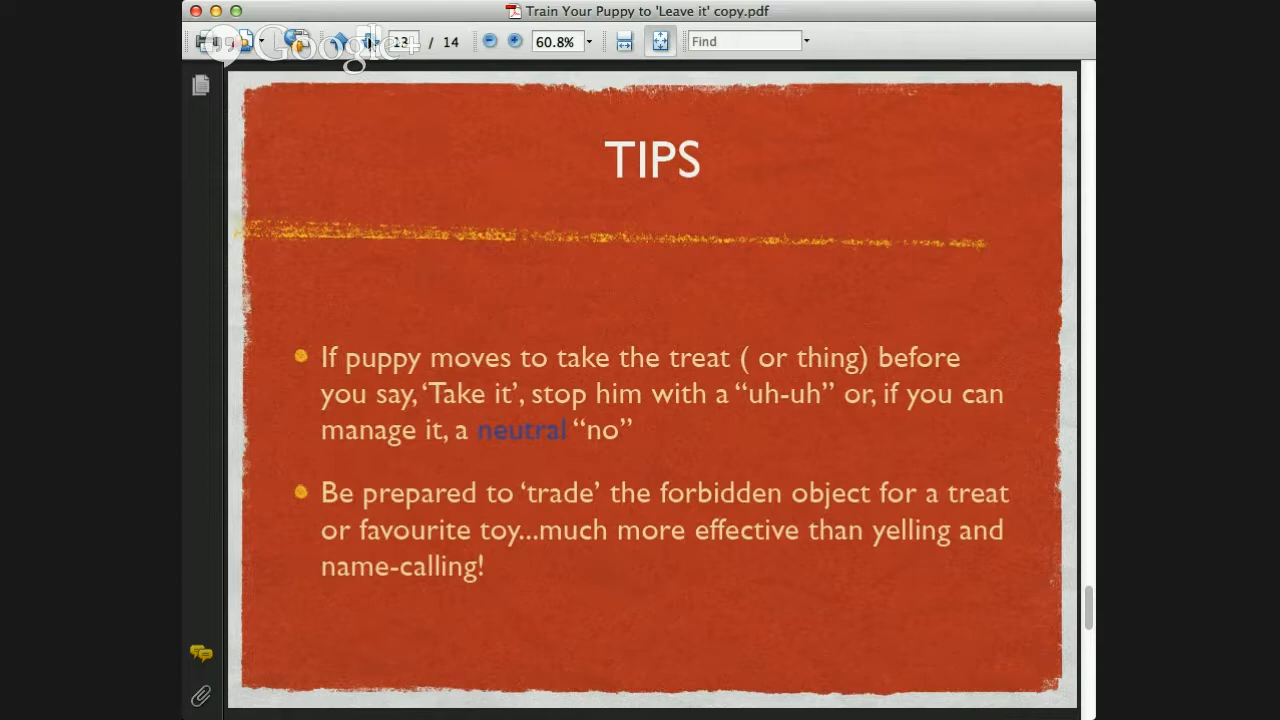 Train Your Puppy to 'Leave it' copy.pdf
Google+
13 / 14
60.8%
Find
TIPS
If puppy moves to take the treat ( or thing) before
you say, ‘Take it’, stop him with a “uh-uh” or, if you can
manage it, a neutral “no”
Be prepared to ‘trade’ the forbidden object for a treat
or favourite toy...much more effective than yelling and
name-calling!